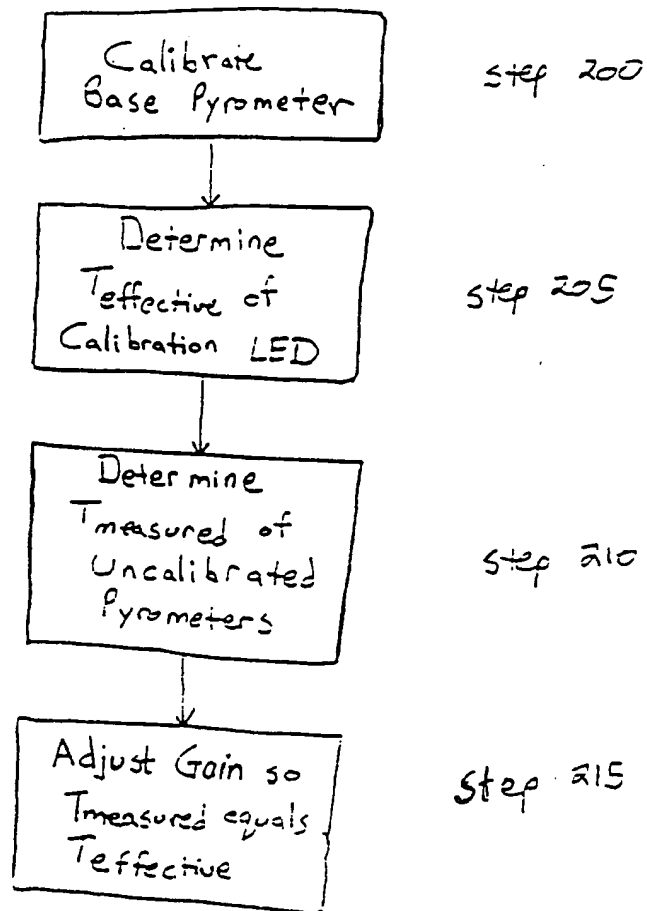 Calibrate
Base Pyrometer
step 200
Determine
Teffective of
Calibration LED
step 205
Determine
Tmeasured of
Uncalibrated
Pyrometers
step 210
Adjust Gain so
Tmeasured equals
Teffective
step 215